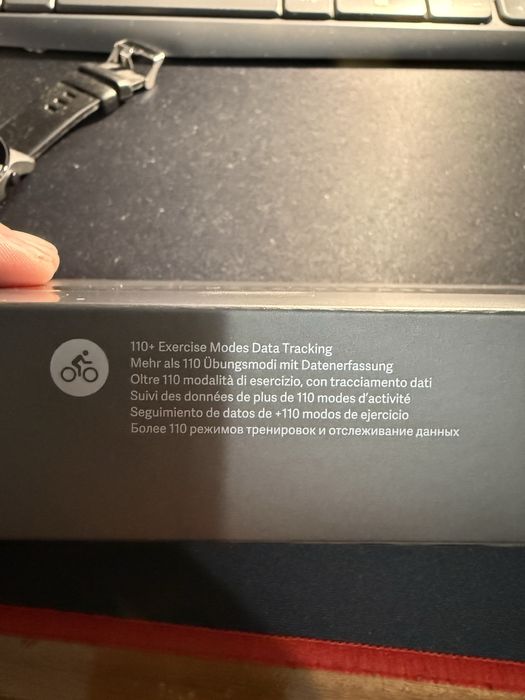 110+ Exercise Modes Data Tracking
Mehr als 110 Übungsmodi mit Datenerfassung
Oltre 110 modalità di esercizio, con tracciamento dati
Suivi des données de plus de 110 modes d'activité
Seguimiento de datos de +110 modos de ejercicio
Более 110 режимов тренировок и отслеживание данных